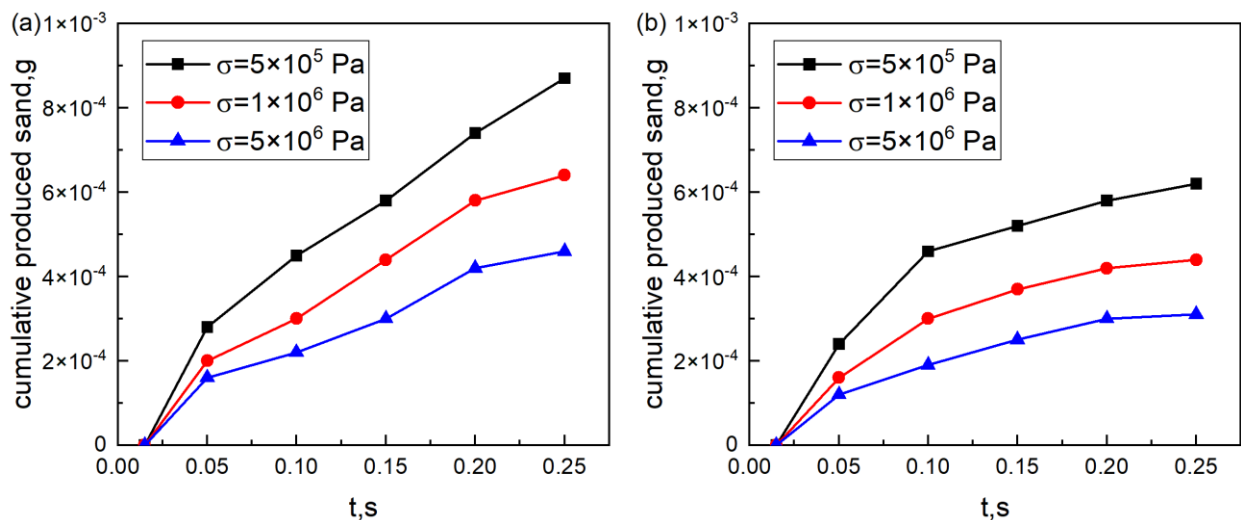 (a)
1×10⁻³
8×10⁻⁴
6×10⁻⁴
4×10⁻⁴
2×10⁻⁴
0
cumulative produced sand,g
σ=5×10⁵ Pa
σ=1×10⁶ Pa
σ=5×10⁶ Pa
0.00 0.05 0.10 0.15 0.20 0.25
t,s
(b)
1×10⁻³
8×10⁻⁴
6×10⁻⁴
4×10⁻⁴
2×10⁻⁴
0
cumulative produced sand,g
σ=5×10⁵ Pa
σ=1×10⁶ Pa
σ=5×10⁶ Pa
0.00 0.05 0.10 0.15 0.20 0.25
t,s